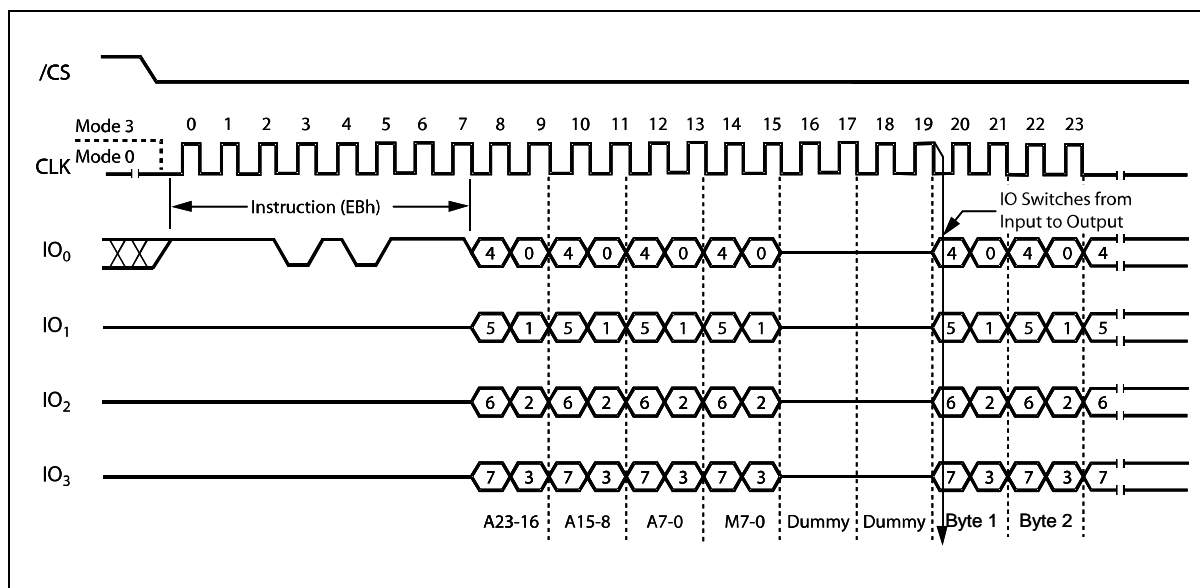 /CS
Mode 3
0 1 2 3 4 5 6 7 8 9 10 11 12 13 14 15 16 17 18 19 20 21 22 23
CLK
Mode 0
Instruction (EBh)
IO Switches from
Input to Output
IO0
4 0 4 0 4 0 4 0 4 0 4 0 4
IO1
5 1 5 1 5 1 5 1 5 1 5 1 5
IO2
6 2 6 2 6 2 6 2 6 2 6 2 6
IO3
7 3 7 3 7 3 7 3 7 3 7 3 7
A23-16 A15-8 A7-0 M7-0 Dummy Dummy Byte 1 Byte 2